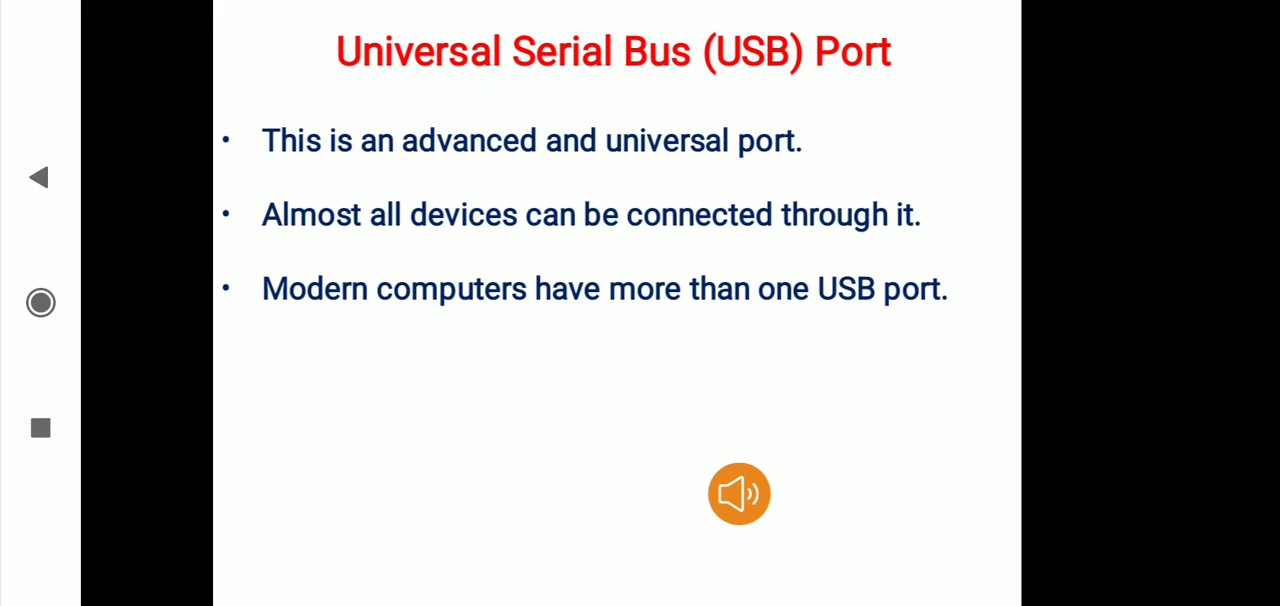 Universal Serial Bus (USB) Port
• This is an advanced and universal port.
• Almost all devices can be connected through it.
• Modern computers have more than one USB port.